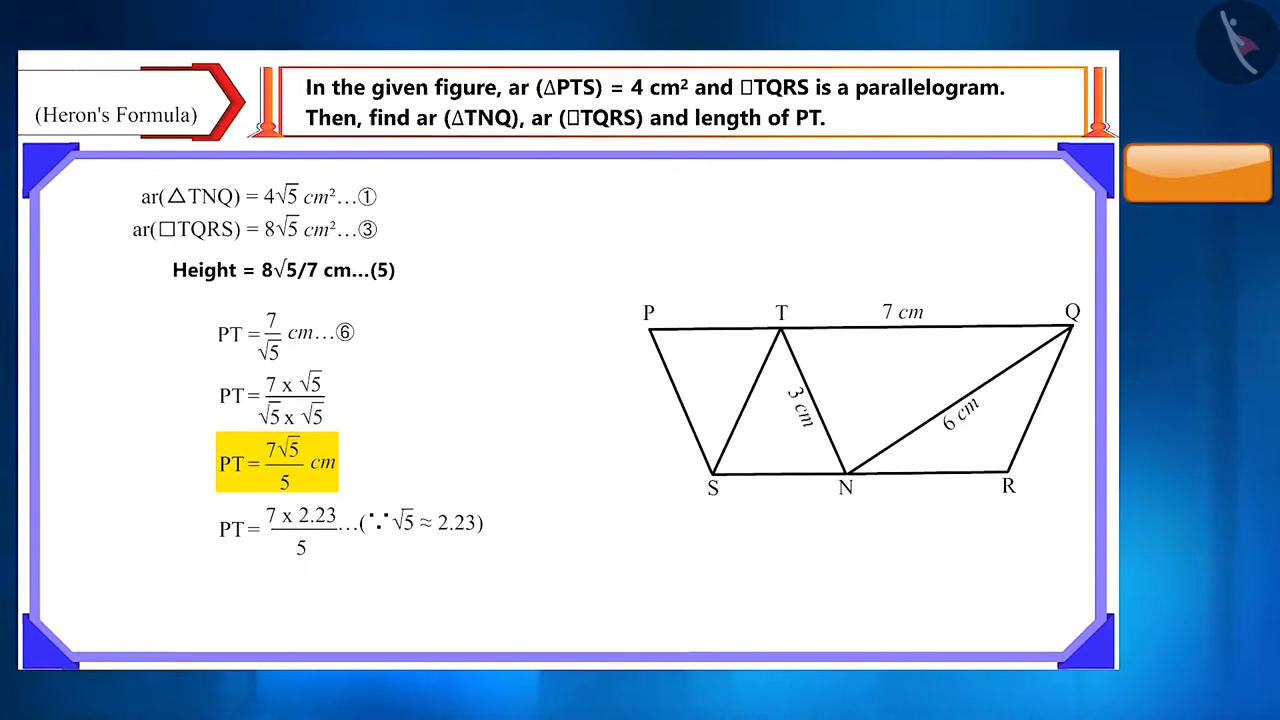 (Heron's Formula)
In the given figure, ar (∆PTS) = 4 cm² and □TQRS is a parallelogram.
Then, find ar (∆TNQ), ar (□TQRS) and length of PT.
ar(△TNQ) = 4√5 cm²…①
ar(□TQRS) = 8√5 cm²…③
Height = 8√5/7 cm…(5)
PT = 7/√5 cm…⑥
PT = 7 x √5 / √5 x √5
PT = 7√5/5 cm
PT = 7 x 2.23 / 5 …(∵ √5 ≈ 2.23)
P T 7 cm Q
3 cm
6 cm
S N R